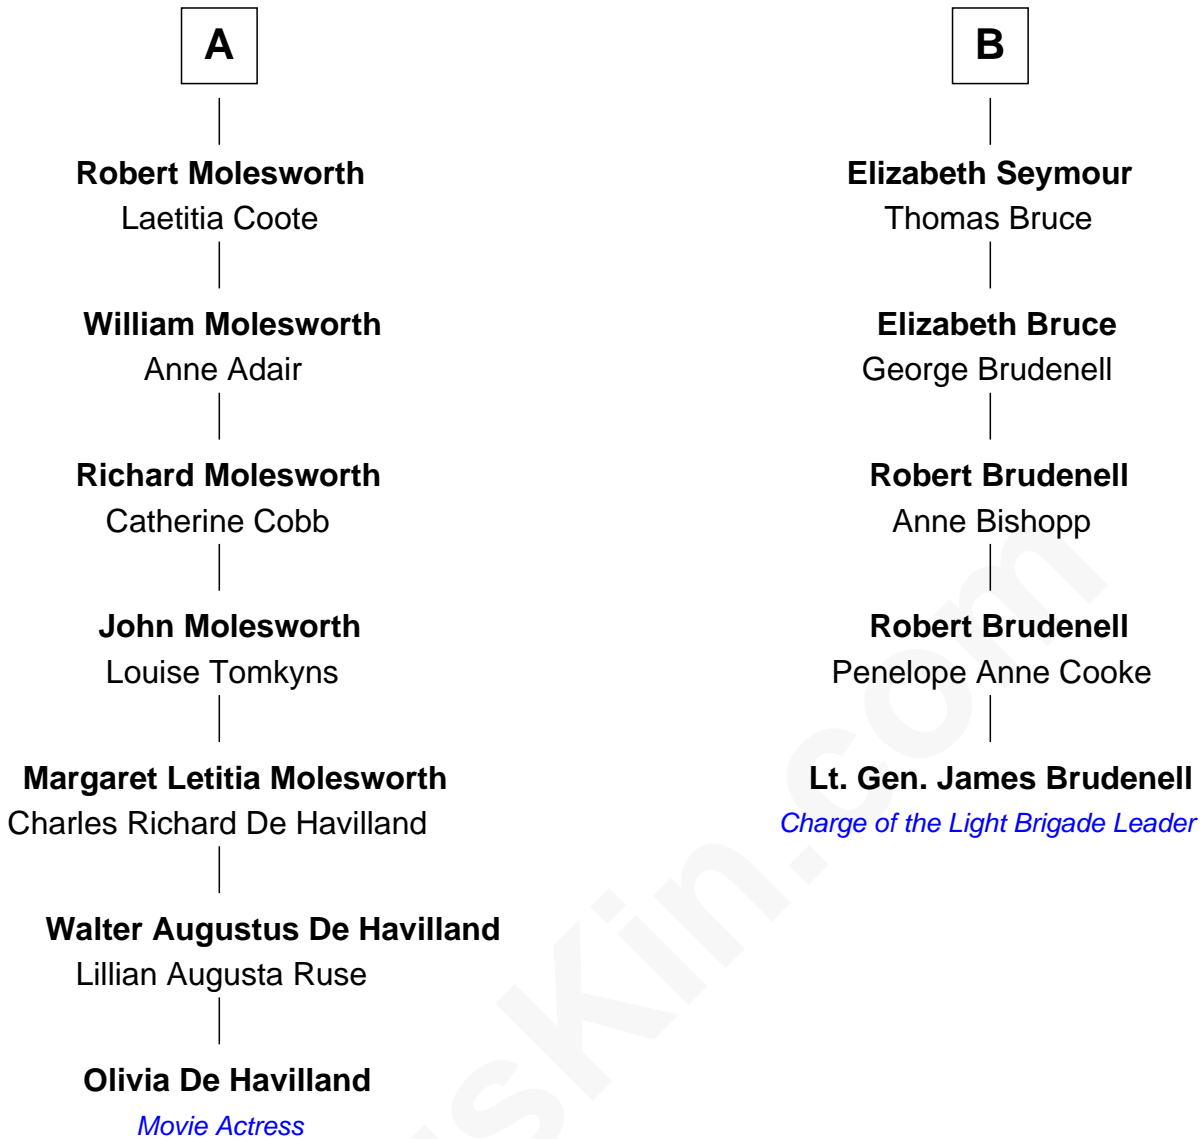 A
Robert Molesworth
Laetitia Coote
William Molesworth
Anne Adair
Richard Molesworth
Catherine Cobb
John Molesworth
Louise Tomkyns
Margaret Letitia Molesworth
Charles Richard De Havilland
Walter Augustus De Havilland
Lillian Augusta Ruse
Olivia De Havilland
Movie Actress
B
Elizabeth Seymour
Thomas Bruce
Elizabeth Bruce
George Brudenell
Robert Brudenell
Anne Bishopp
Robert Brudenell
Penelope Anne Cooke
Lt. Gen. James Brudenell
Charge of the Light Brigade Leader
usKin.com